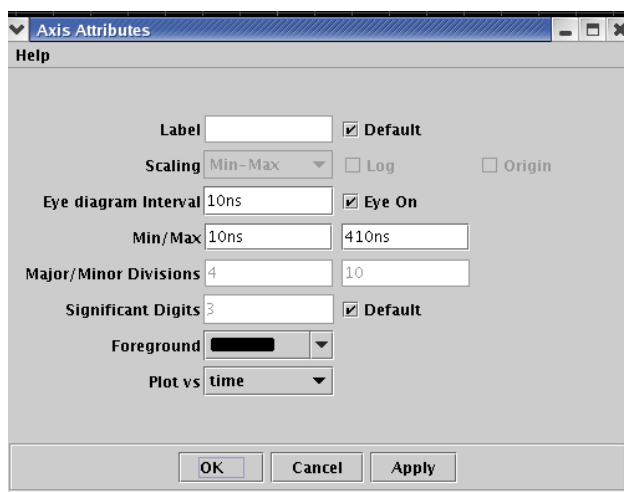 Axis Attributes
Help
Label Default
Scaling Min-Max Log Origin
Eye diagram Interval 10ns Eye On
Min/Max 10ns 410ns
Major/Minor Divisions 4 10
Significant Digits 3 Default
Foreground
Plot vs time
OK Cancel Apply